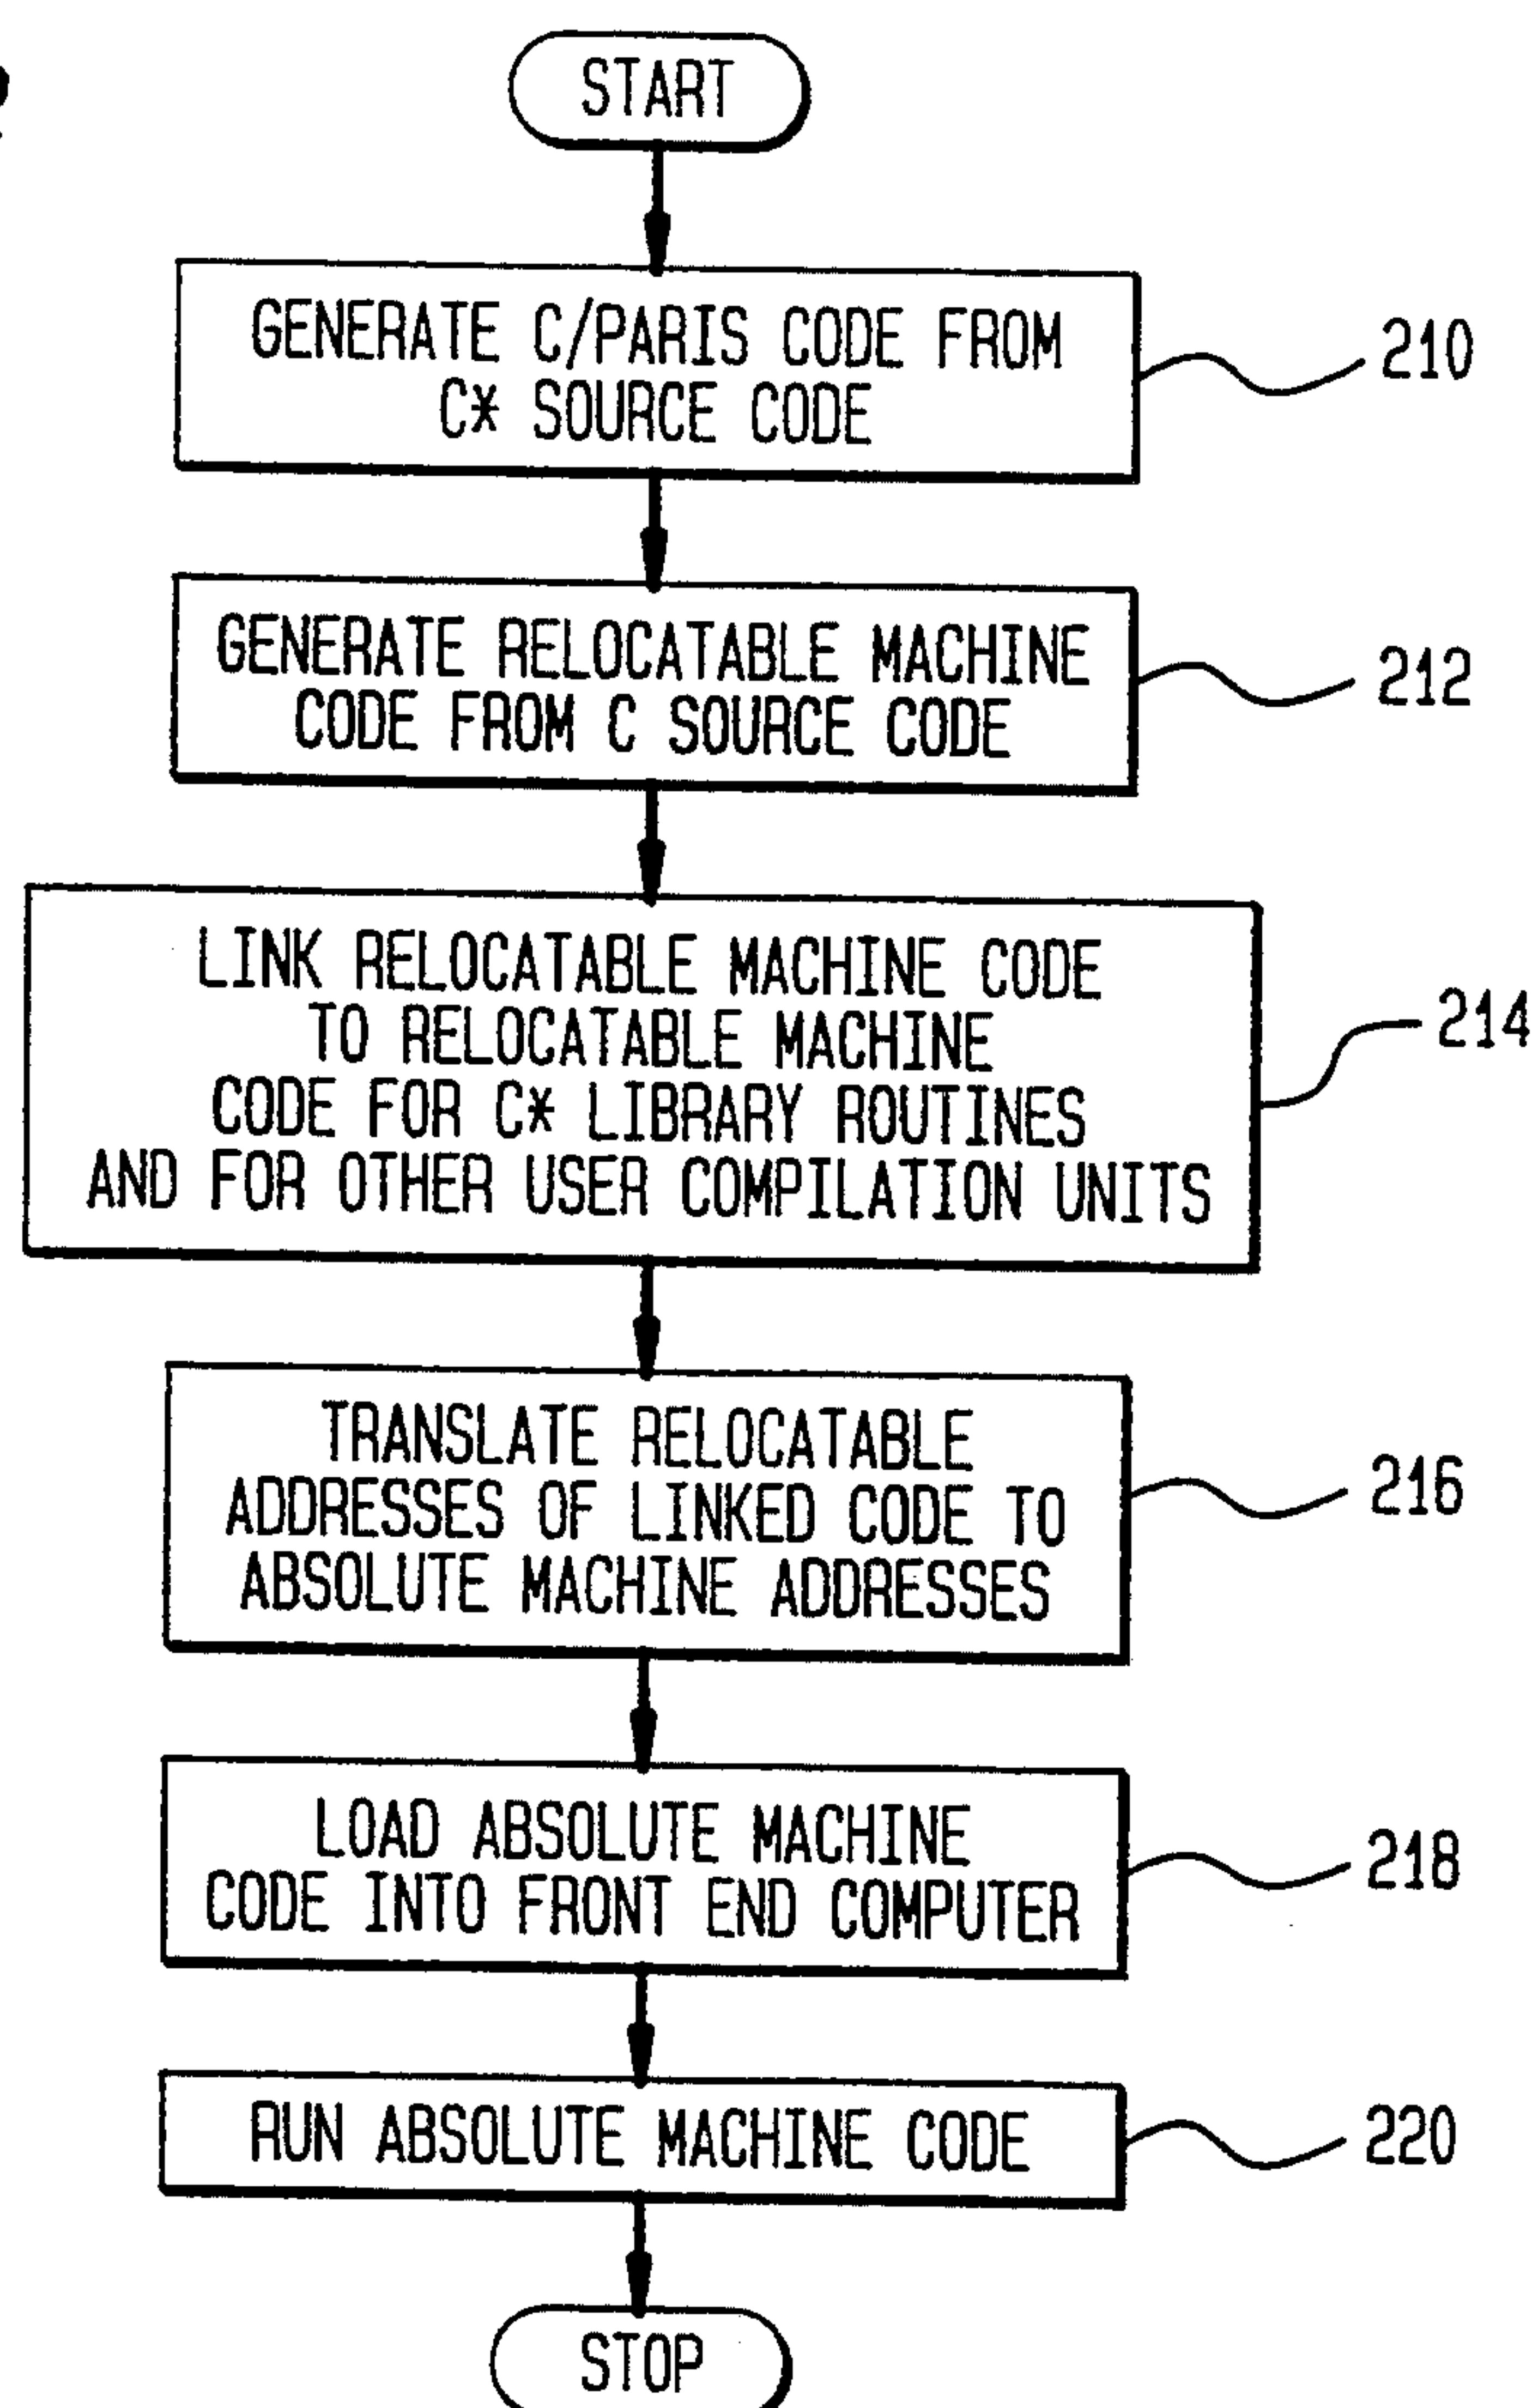 START
GENERATE C/PARIS CODE FROM
C* SOURCE CODE
210
GENERATE RELOCATABLE MACHINE
CODE FROM C SOURCE CODE
212
LINK RELOCATABLE MACHINE CODE
TO RELOCATABLE MACHINE
CODE FOR C* LIBRARY ROUTINES
AND FOR OTHER USER COMPILATION UNITS
214
TRANSLATE RELOCATABLE
ADDRESSES OF LINKED CODE TO
ABSOLUTE MACHINE ADDRESSES
216
LOAD ABSOLUTE MACHINE
CODE INTO FRONT END COMPUTER
218
RUN ABSOLUTE MACHINE CODE
220
STOP